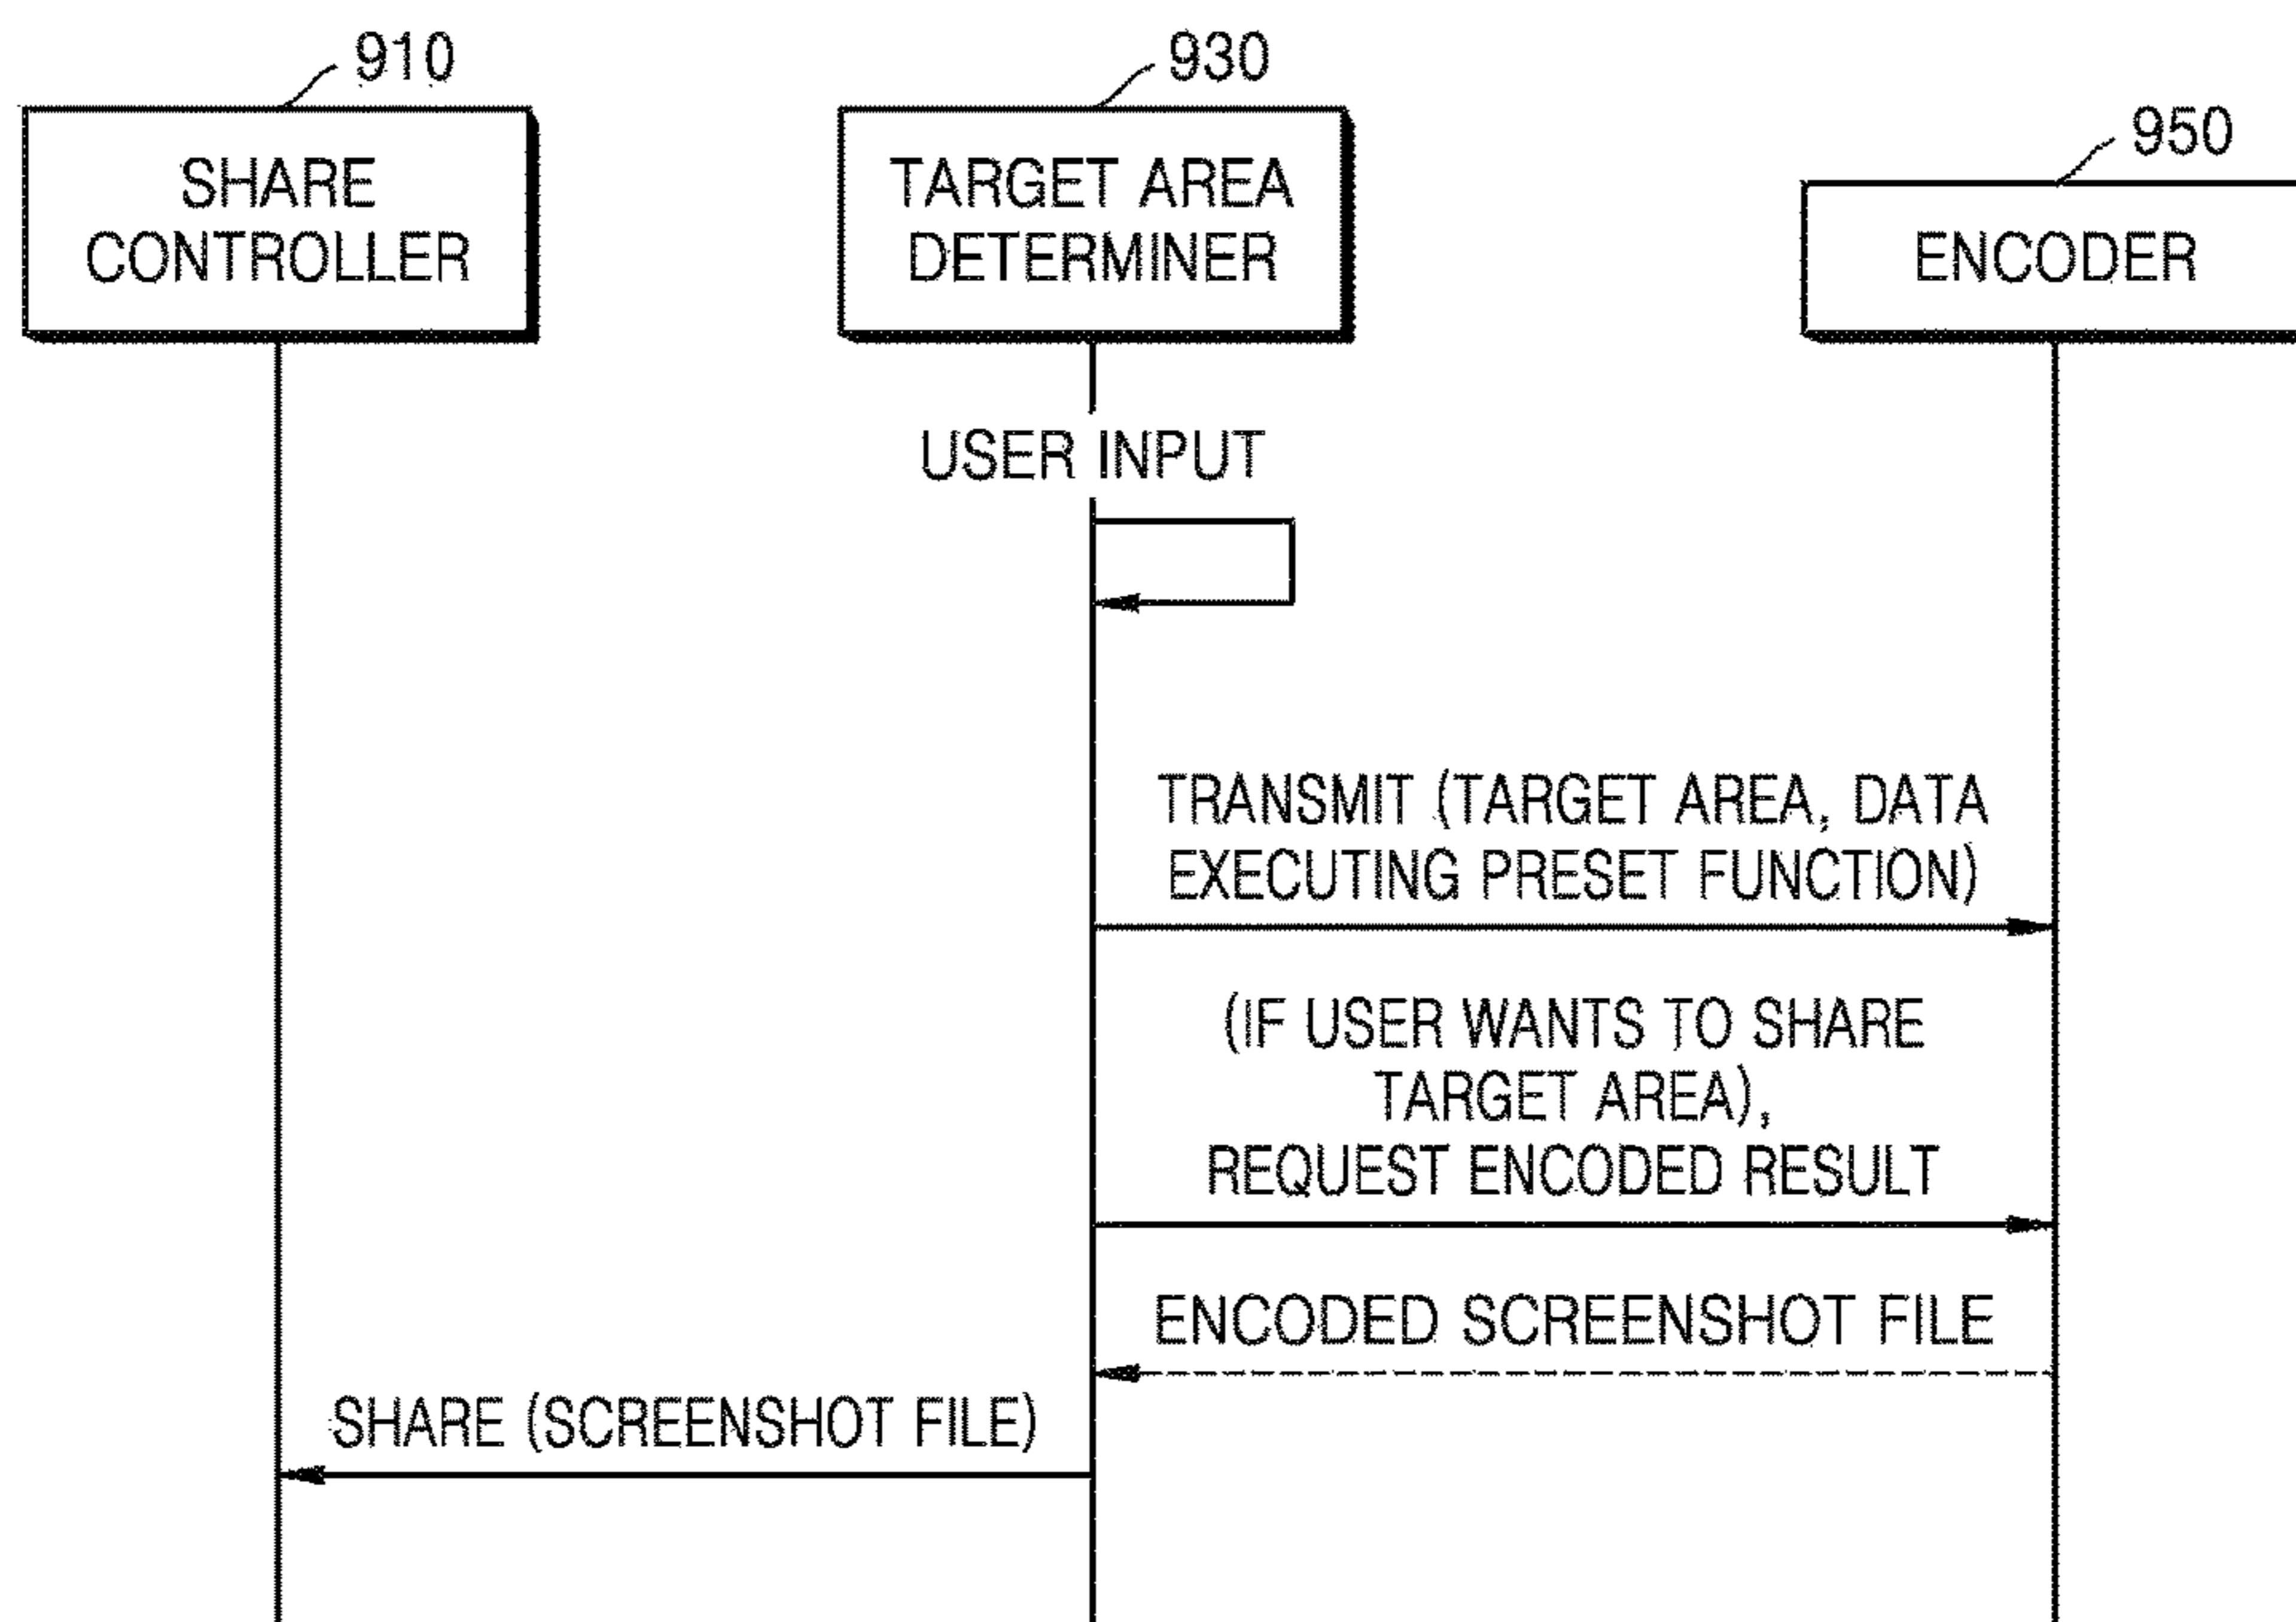 910
930
950
SHARE
CONTROLLER
TARGET AREA
DETERMINER
ENCODER
USER INPUT
TRANSMIT (TARGET AREA, DATA
EXECUTING PRESET FUNCTION)
(IF USER WANTS TO SHARE
TARGET AREA),
REQUEST ENCODED RESULT
ENCODED SCREENSHOT FILE
SHARE (SCREENSHOT FILE)